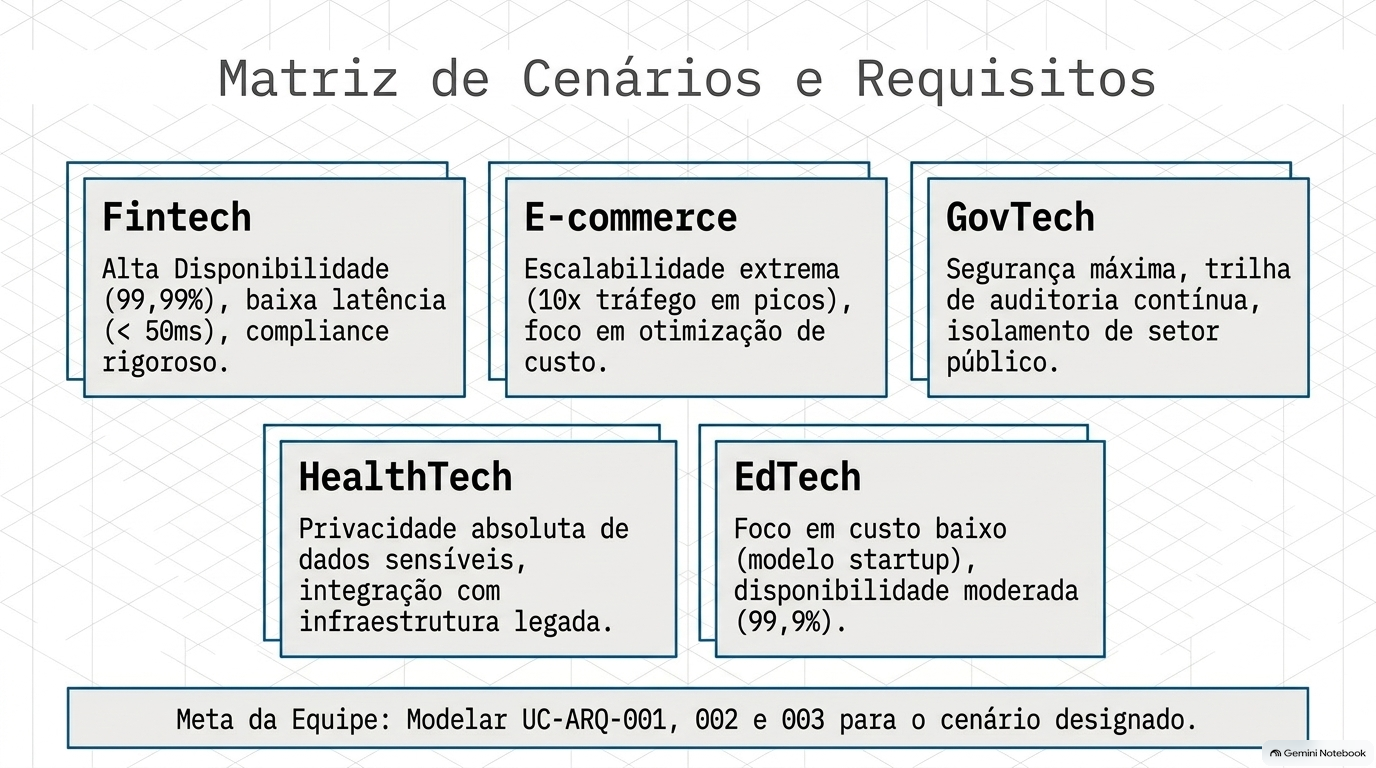 Matriz de Cenários e Requisitos
Fintech
Alta Disponibilidade
(99,99%), baixa latência
(< 50ms), compliance
rigoroso.
E-commerce
Escalabilidade extrema
(10x tráfego em picos),
foco em otimização de
custo.
GovTech
Segurança máxima, trilha
de auditoria contínua,
isolamento de setor
público.
HealthTech
Privacidade absoluta de
dados sensíveis,
integração com
infraestrutura legada.
EdTech
Foco em custo baixo
(modelo startup),
disponibilidade moderada
(99,9%).
Meta da Equipe: Modelar UC-ARQ-001, 002 e 003 para o cenário designado.
Gemini Notebook